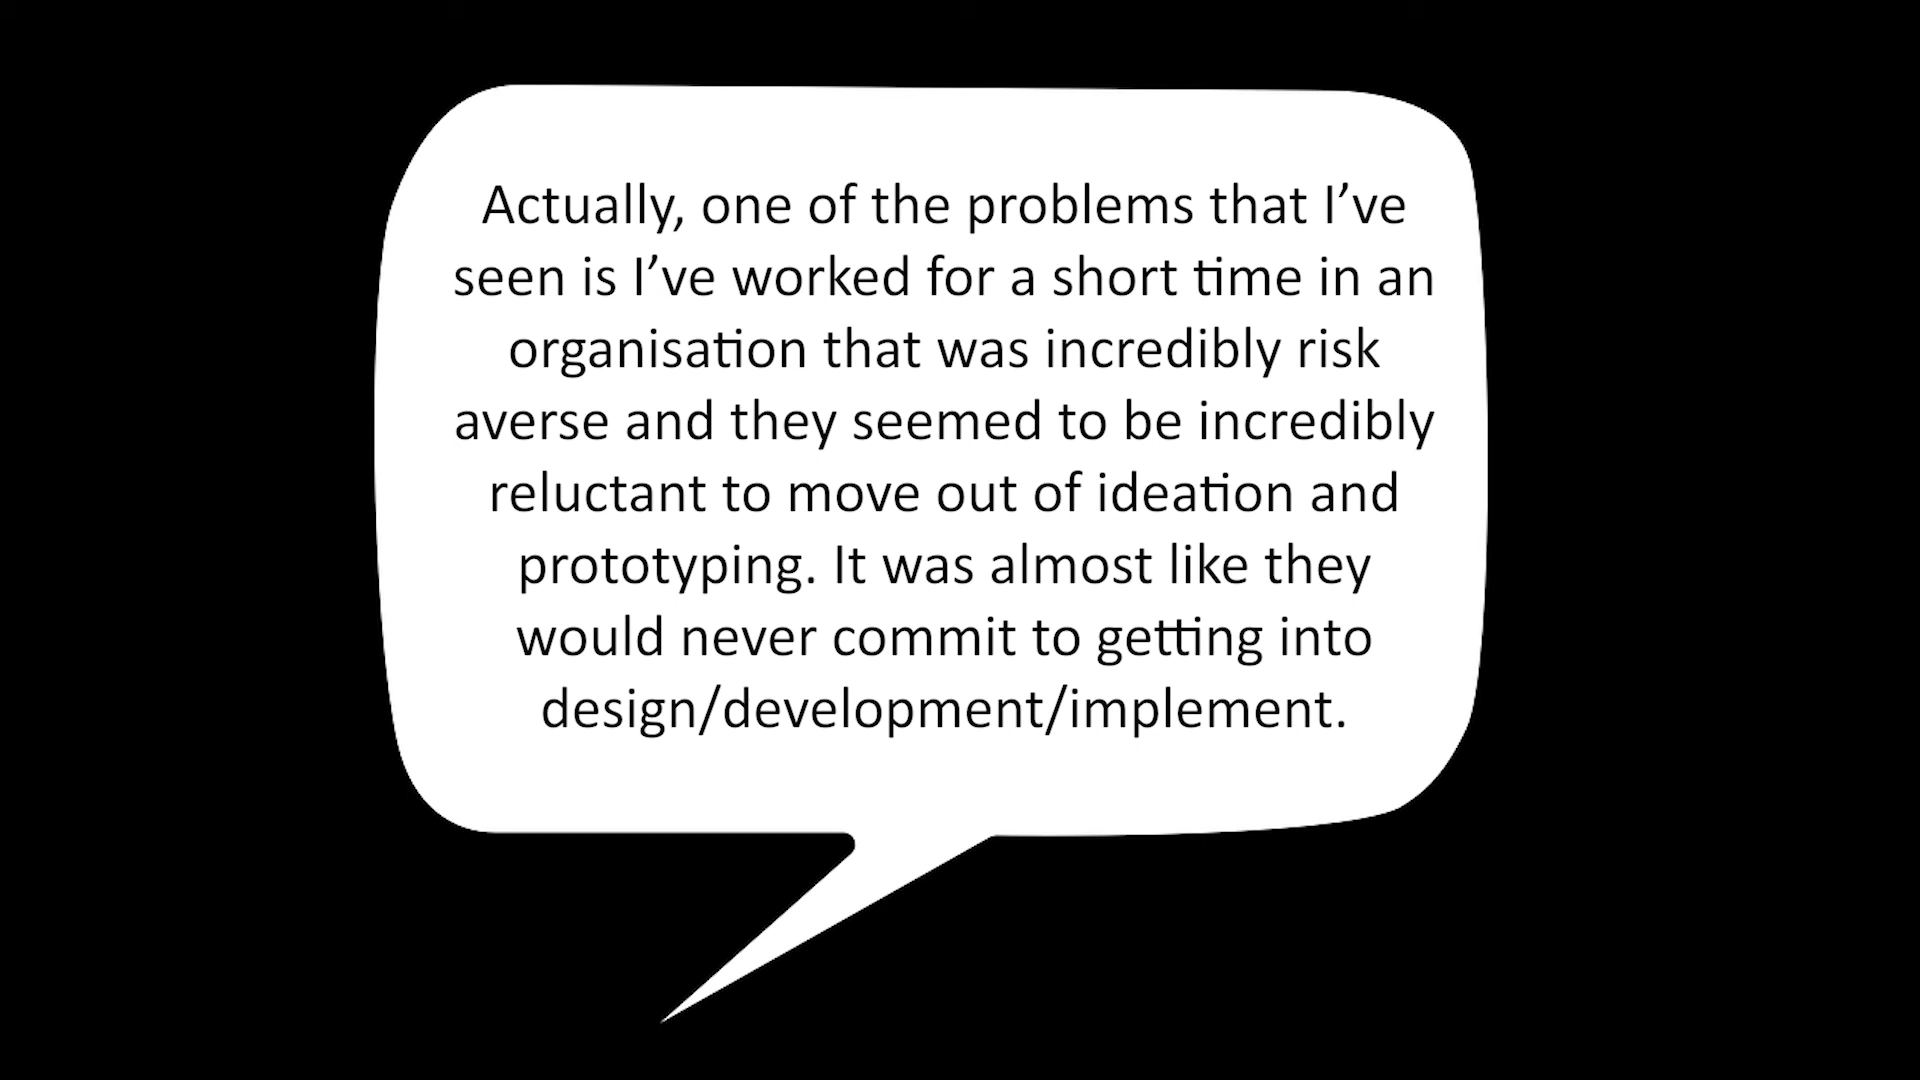 Actually, one of the problems that I’ve
seen is I’ve worked for a short time in an
organisation that was incredibly risk
averse and they seemed to be incredibly
reluctant to move out of ideation and
prototyping. It was almost like they
would never commit to getting into
design/development/implement.